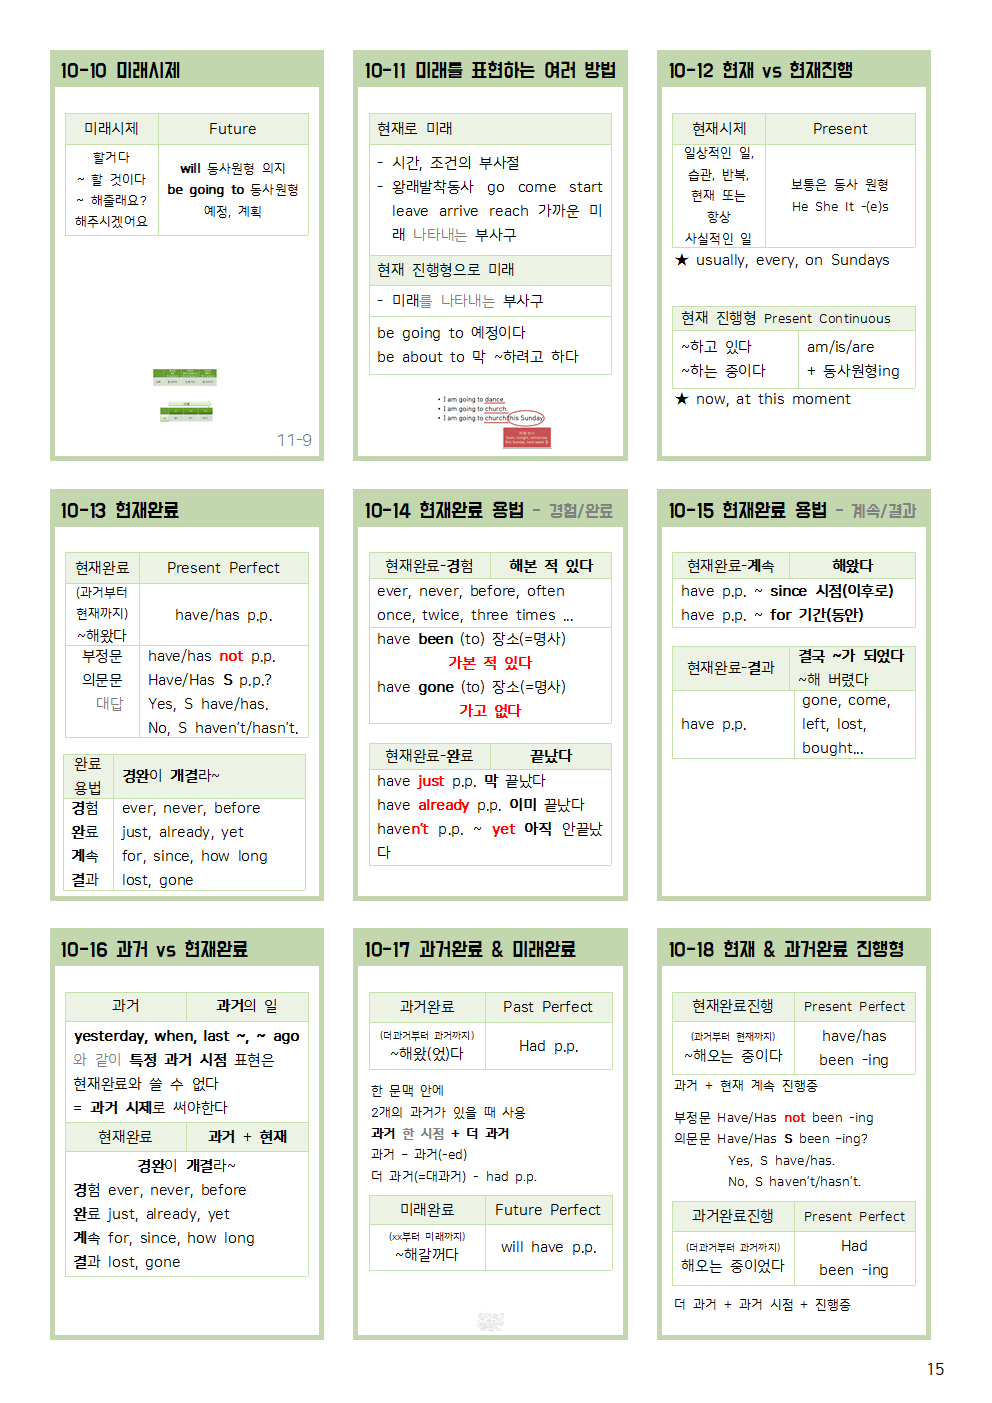 10-10 미래시제
미래시제 Future
할거다
~ 할 것이다
~ 해줄래요?
해주시겠어요
will 동사원형 의지
be going to 동사원형
예정, 계획
11-9
10-11 미래를 표현하는 여러 방법
현재로 미래
- 시간, 조건의 부사절
- 왕래발착동사 go come start
leave arrive reach 가까운 미
래 나타내는 부사구
현재 진행형으로 미래
- 미래를 나타내는 부사구
be going to 예정이다
be about to 막 ~하려고 하다
• I am going to dance.
• I am going to church.
• I am going to church this Sunday.
10-12 현재 vs 현재진행
현재시제 Present
일상적인 일,
습관, 반복,
현재 또는
항상
사실적인 일
보통은 동사 원형
He She It -(e)s
★ usually, every, on Sundays
현재 진행형 Present Continuous
~하고 있다
~하는 중이다
am/is/are
+ 동사원형ing
★ now, at this moment
10-13 현재완료
현재완료 Present Perfect
(과거부터
현재까지)
~해왔다
have/has p.p.
부정문 have/has not p.p.
의문문 Have/Has S p.p.?
대답 Yes, S have/has.
No, S haven't/hasn't.
완료
용법
경완이 개결라~
경험 ever, never, before
완료 just, already, yet
계속 for, since, how long
결과 lost, gone
10-14 현재완료 용법 - 경험/완료
현재완료-경험 해본 적 있다
ever, never, before, often
once, twice, three times ...
have been (to) 장소(=명사)
가본 적 있다
have gone (to) 장소(=명사)
가고 없다
현재완료-완료 끝났다
have just p.p. 막 끝났다
have already p.p. 이미 끝났다
haven't p.p. ~ yet 아직 안끝났
다
10-15 현재완료 용법 - 계속/결과
현재완료-계속 해왔다
have p.p. ~ since 시점(이후로)
have p.p. ~ for 기간(동안)
현재완료-결과
결국 ~가 되었다
~해 버렸다
have p.p.
gone, come,
left, lost,
bought...
10-16 과거 vs 현재완료
과거 과거의 일
yesterday, when, last ~, ~ ago
와 같이 특정 과거 시점 표현은
현재완료와 쓸 수 없다
= 과거 시제로 써야한다
현재완료 과거 + 현재
경완이 개결라~
경험 ever, never, before
완료 just, already, yet
계속 for, since, how long
결과 lost, gone
10-17 과거완료 & 미래완료
과거완료 Past Perfect
(더과거부터 과거까지)
~해왔(었)다
Had p.p.
한 문맥 안에
2개의 과거가 있을 때 사용
과거 한 시점 + 더 과거
과거 - 과거(-ed)
더 과거(=대과거) - had p.p.
미래완료 Future Perfect
(xx부터 미래까지)
~해갈꺼다
will have p.p.
10-18 현재 & 과거완료 진행형
현재완료진행 Present Perfect
(과거부터 현재까지)
~해오는 중이다
have/has
been -ing
과거 + 현재 계속 진행중
부정문 Have/Has not been -ing
의문문 Have/Has S been -ing?
Yes, S have/has.
No, S haven't/hasn't.
과거완료진행 Present Perfect
(더과거부터 과거까지)
해오는 중이었다
Had
been -ing
더 과거 + 과거 시점 + 진행중
15